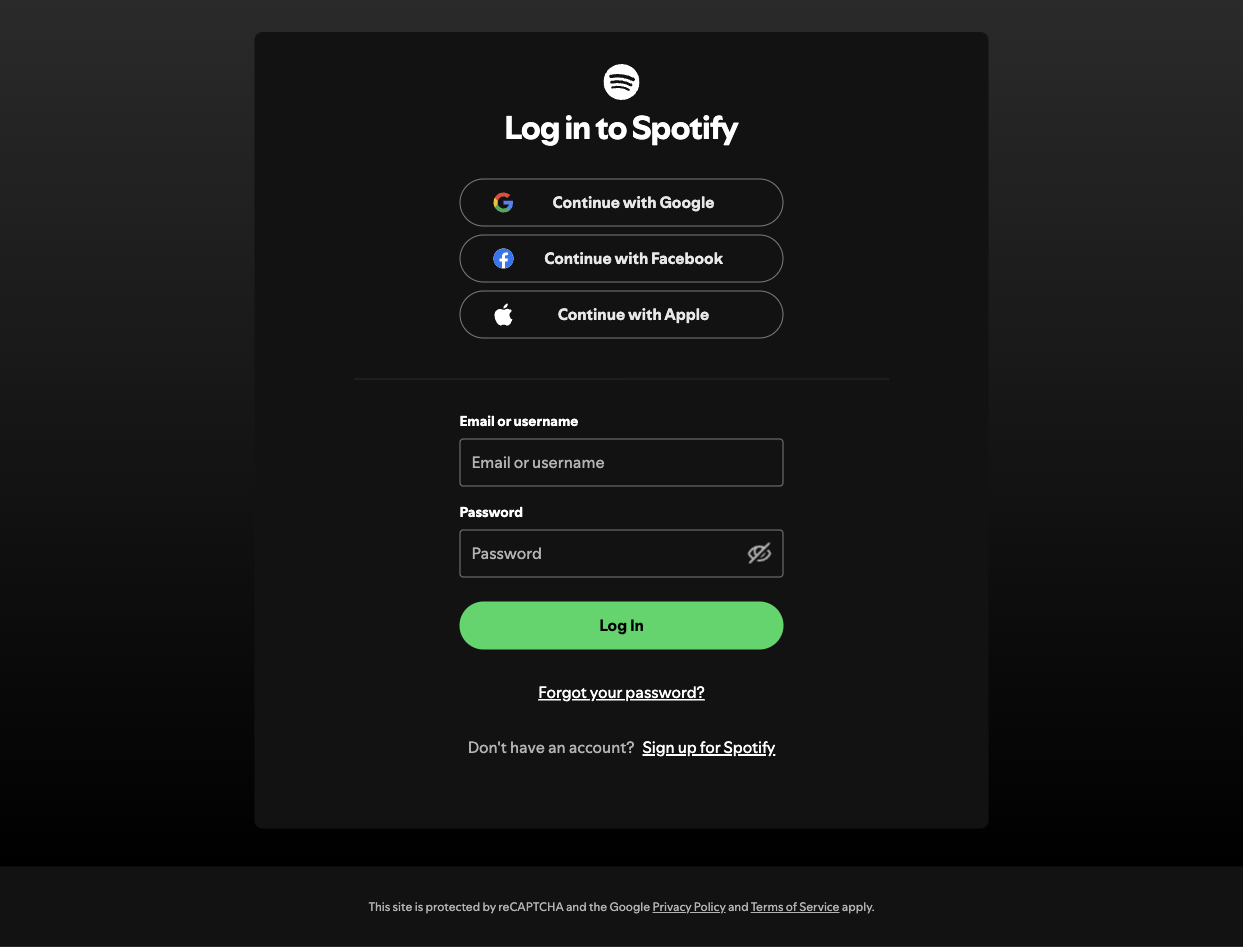 Log in to Spotify
Continue with Google
Continue with Facebook
Continue with Apple
Email or username
Email or username
Password
Password
Log In
Forgot your password?
Don't have an account? Sign up for Spotify
This site is protected by reCAPTCHA and the Google Privacy Policy and Terms of Service apply.